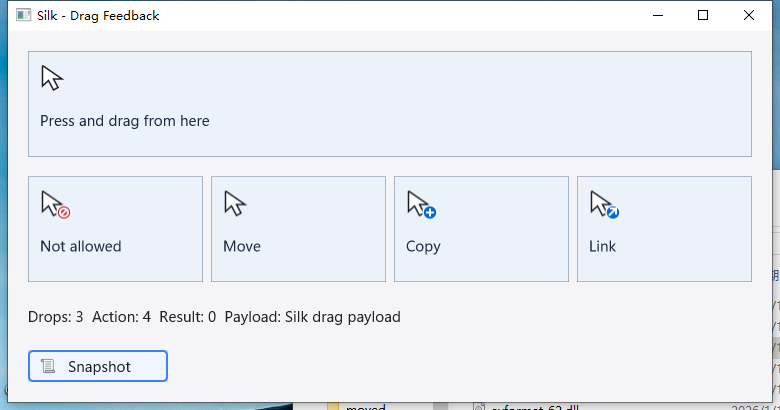 Silk - Drag Feedback
Press and drag from here
Not allowed
Move
Copy
Link
Drops: 3 Action: 4 Result: 0 Payload: Silk drag payload
Snapshot
moved